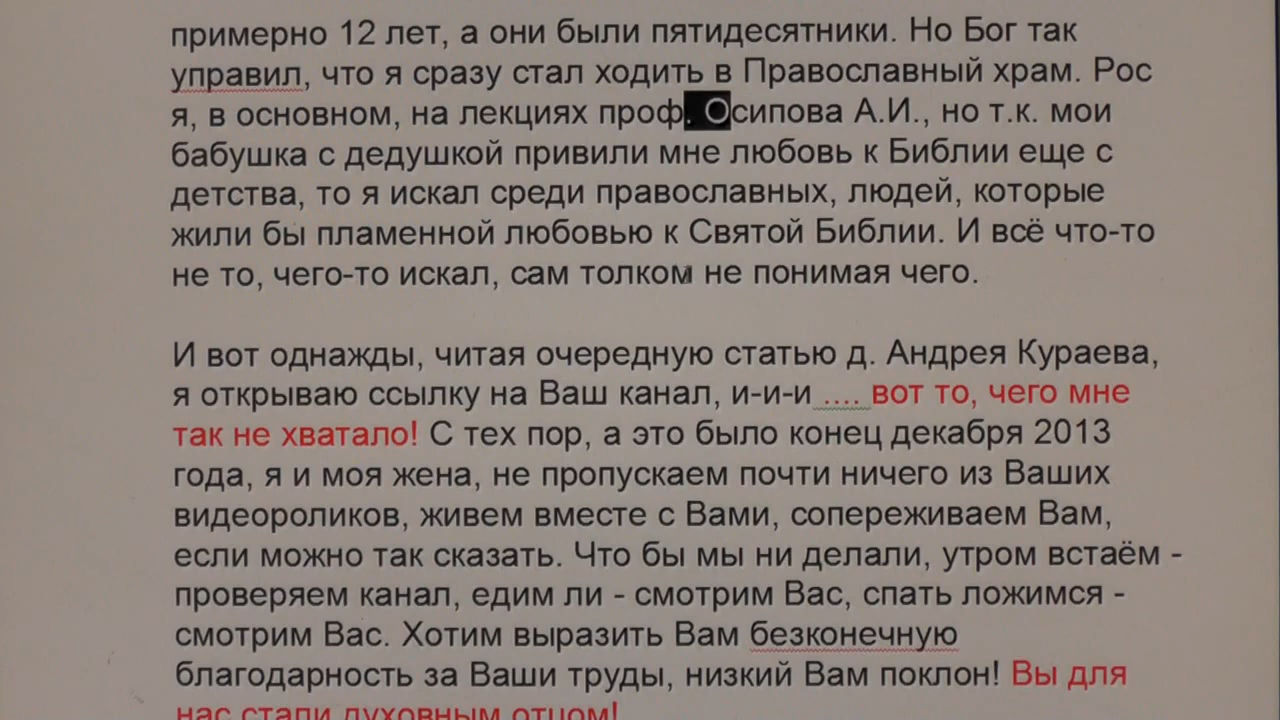 примерно 12 лет, а они были пятидесятники. Но Бог так
управил, что я сразу стал ходить в Православный храм. Рос
я, в основном, на лекциях проф. Осипова А.И., но т.к. мои
бабушка с дедушкой привили мне любовь к Библии еще с
детства, то я искал среди православных, людей, которые
жили бы пламенной любовью к Святой Библии. И всё что-то
не то, чего-то искал, сам толком не понимая чего.
И вот однажды, читая очередную статью д. Андрея Кураева,
я открываю ссылку на Ваш канал, и-и-и .... вот то, чего мне
так не хватало! С тех пор, а это было конец декабря 2013
года, я и моя жена, не пропускаем почти ничего из Ваших
видеороликов, живем вместе с Вами, сопереживаем Вам,
если можно так сказать. Что бы мы ни делали, утром встаём -
проверяем канал, едим ли - смотрим Вас, спать ложимся -
смотрим Вас. Хотим выразить Вам безконечную
благодарность за Ваши труды, низкий Вам поклон! Вы для
нас стали духовным отцом!